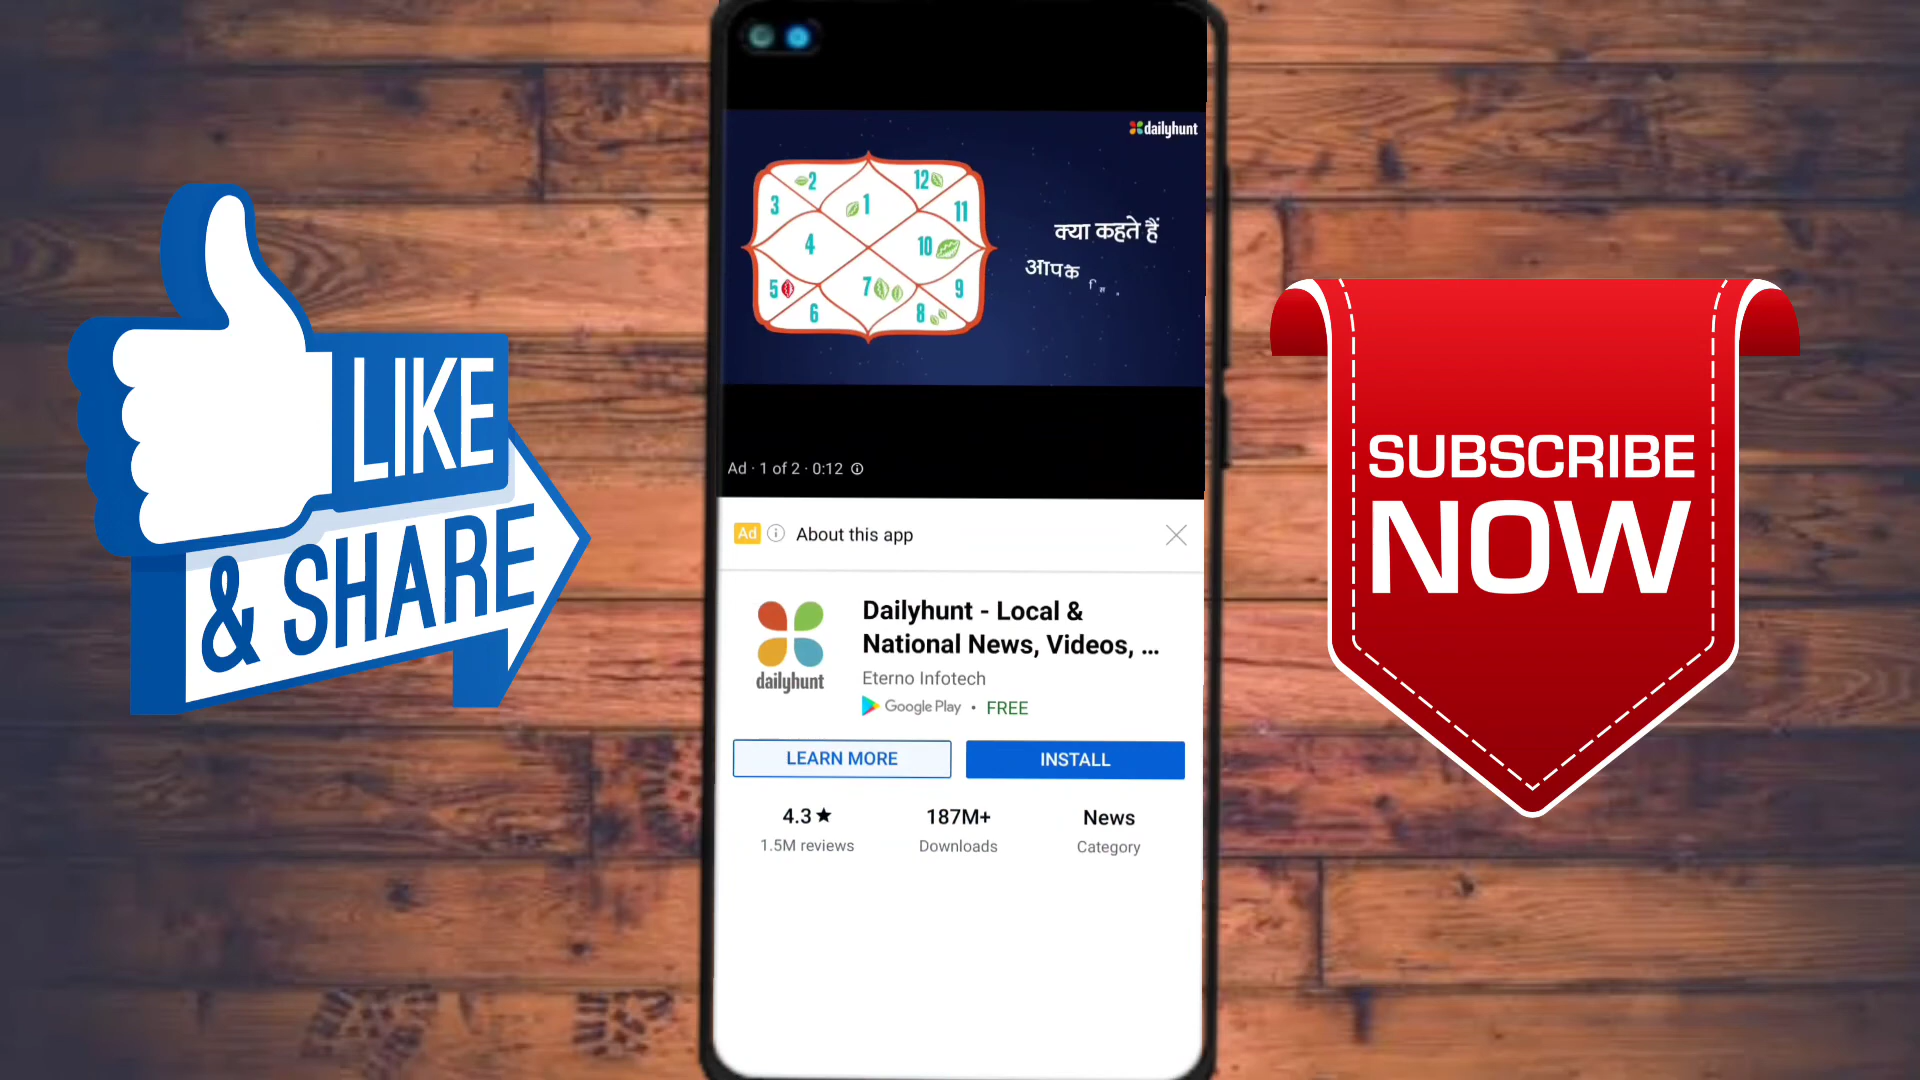 LIKE
& SHARE
dailyhunt
2
12
3
1
11
4
10
5
7
9
6
8
क्या कहते हैं
आपके
Ad · 1 of 2 · 0:12
Ad
About this app
Dailyhunt - Local &
National News, Videos, ...
dailyhunt
Eterno Infotech
Google Play • FREE
LEARN MORE
INSTALL
4.3★
187M+
News
1.5M reviews
Downloads
Category
SUBSCRIBE
NOW